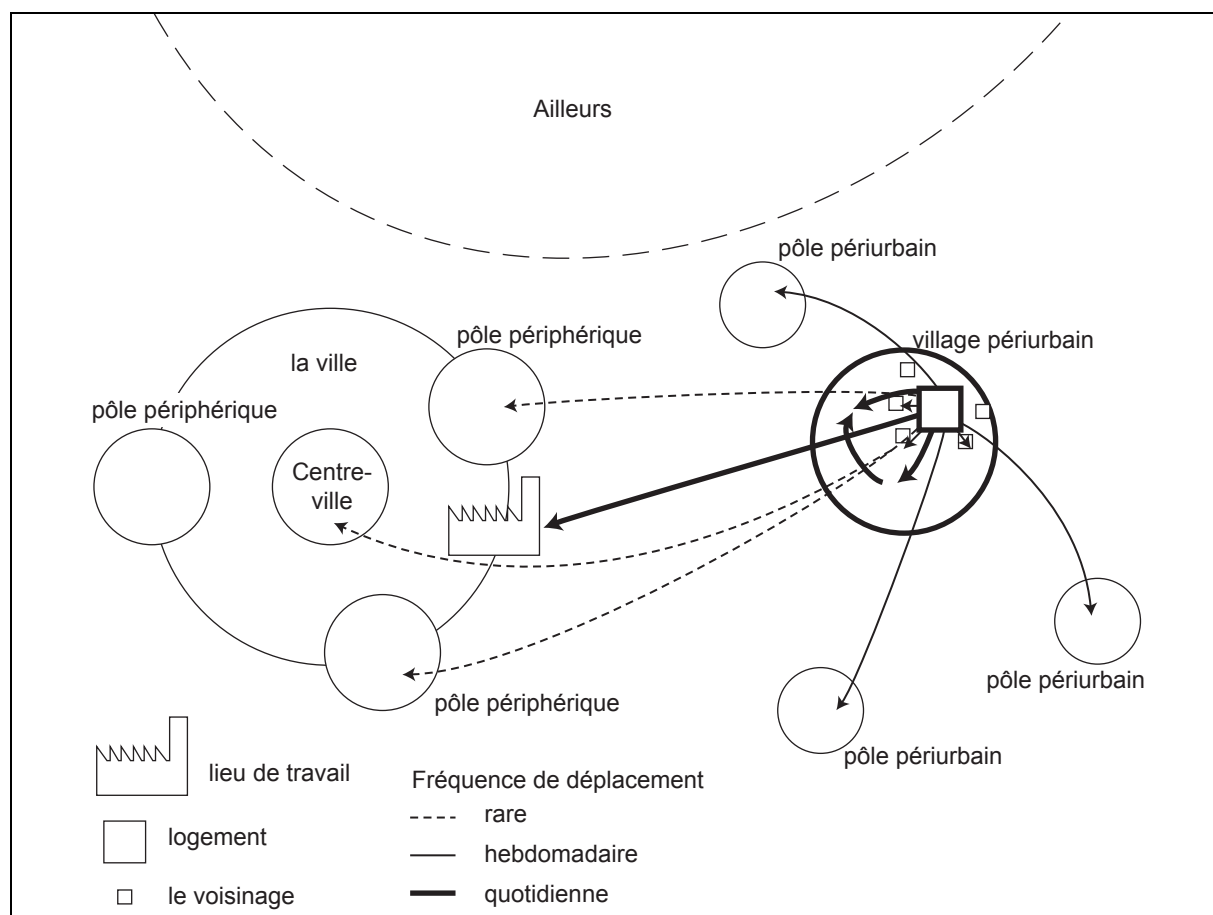 Ailleurs
pôle périurbain
pôle périphérique
village périurbain
la ville
pôle périphérique
Centre-
ville
pôle périurbain
pôle périphérique
pôle périurbain
lieu de travail
logement
le voisinage
Fréquence de déplacement
rare
hebdomadaire
quotidienne